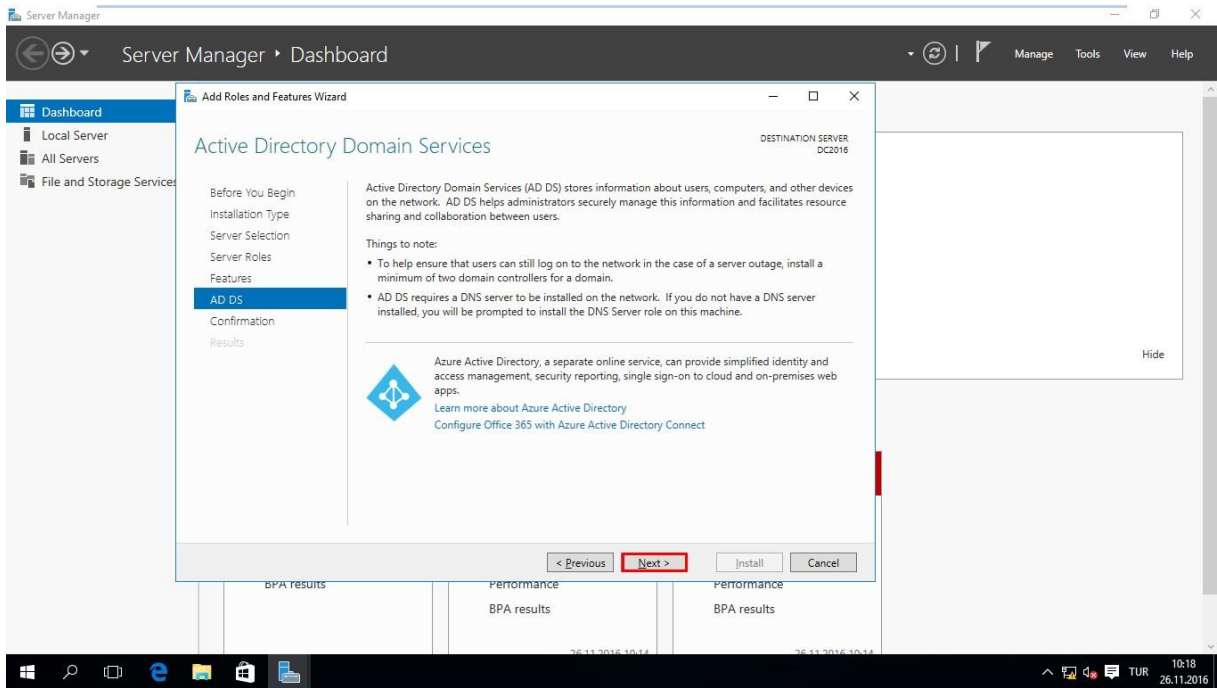 Server Manager
Server Manager • Dashboard
Manage Tools View Help
Dashboard
Local Server
All Servers
File and Storage Services
Add Roles and Features Wizard
Active Directory Domain Services
DESTINATION SERVER
DC2016
Before You Begin
Installation Type
Server Selection
Server Roles
Features
AD DS
Confirmation
Results
Active Directory Domain Services (AD DS) stores information about users, computers, and other devices
on the network. AD DS helps administrators securely manage this information and facilitates resource
sharing and collaboration between users.
Things to note:
• To help ensure that users can still log on to the network in the case of a server outage, install a
minimum of two domain controllers for a domain.
• AD DS requires a DNS server to be installed on the network. If you do not have a DNS server
installed, you will be prompted to install the DNS Server role on this machine.
Azure Active Directory, a separate online service, can provide simplified identity and
access management, security reporting, single sign-on to cloud and on-premises web
apps.
Learn more about Azure Active Directory
Configure Office 365 with Azure Active Directory Connect
< Previous Next > Install Cancel
Hide
BPA results Performance Performance
BPA results BPA results
26.11.2016 10:14 26.11.2016 10:14
TUR 10:18
26.11.2016